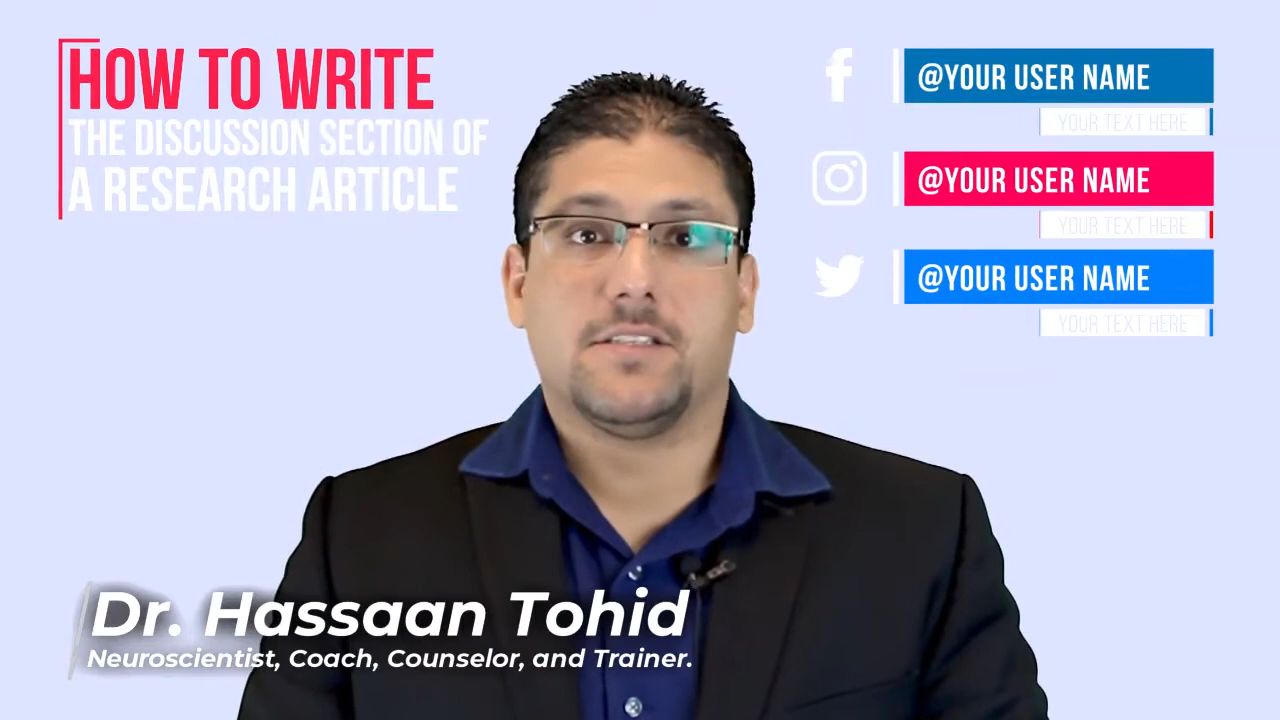 HOW TO WRITE
THE DISCUSSION SECTION OF
A RESEARCH ARTICLE
@YOUR USER NAME
YOUR TEXT HERE
@YOUR USER NAME
YOUR TEXT HERE
@YOUR USER NAME
YOUR TEXT HERE
Dr. Hassaan Tohid
Neuroscientist, Coach, Counselor, and Trainer.